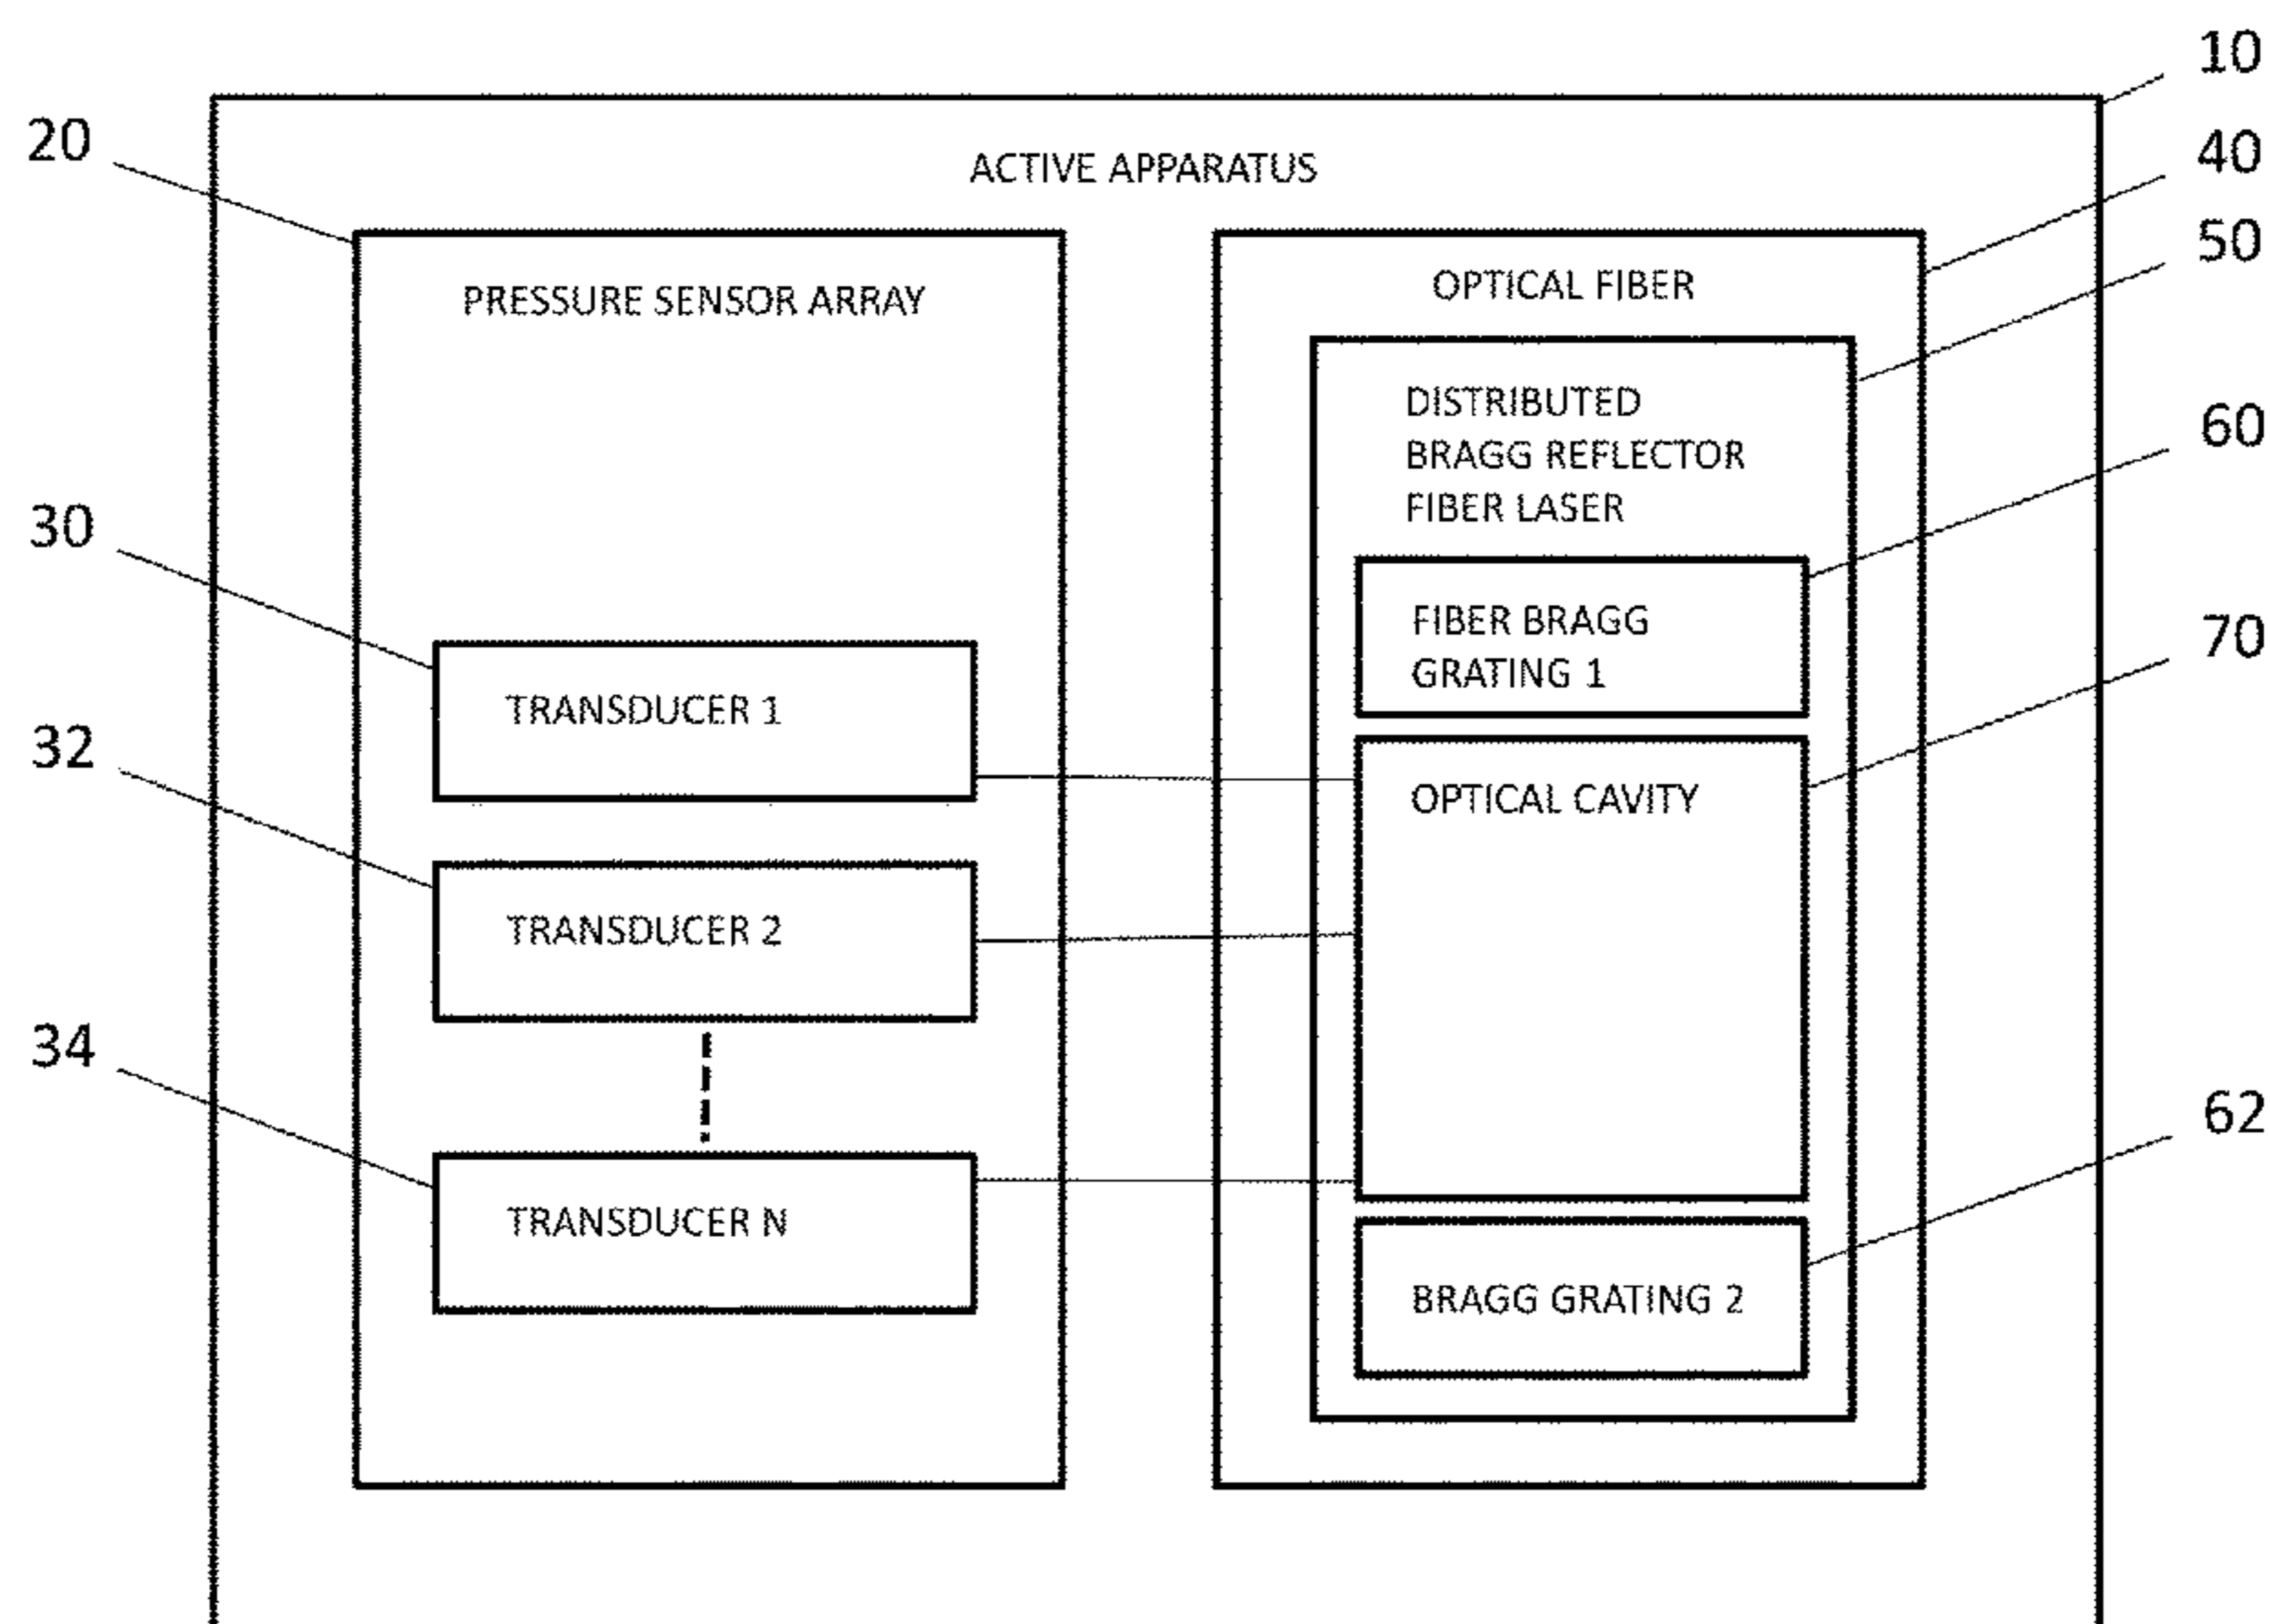 10
ACTIVE APPARATUS
20
40
PRESSURE SENSOR ARRAY
OPTICAL FIBER
50
DISTRIBUTED
BRAGG REFLECTOR
FIBER LASER
60
30
FIBER BRAGG
GRATING 1
70
TRANSDUCER 1
32
OPTICAL CAVITY
TRANSDUCER 2
34
62
TRANSDUCER N
BRAGG GRATING 2